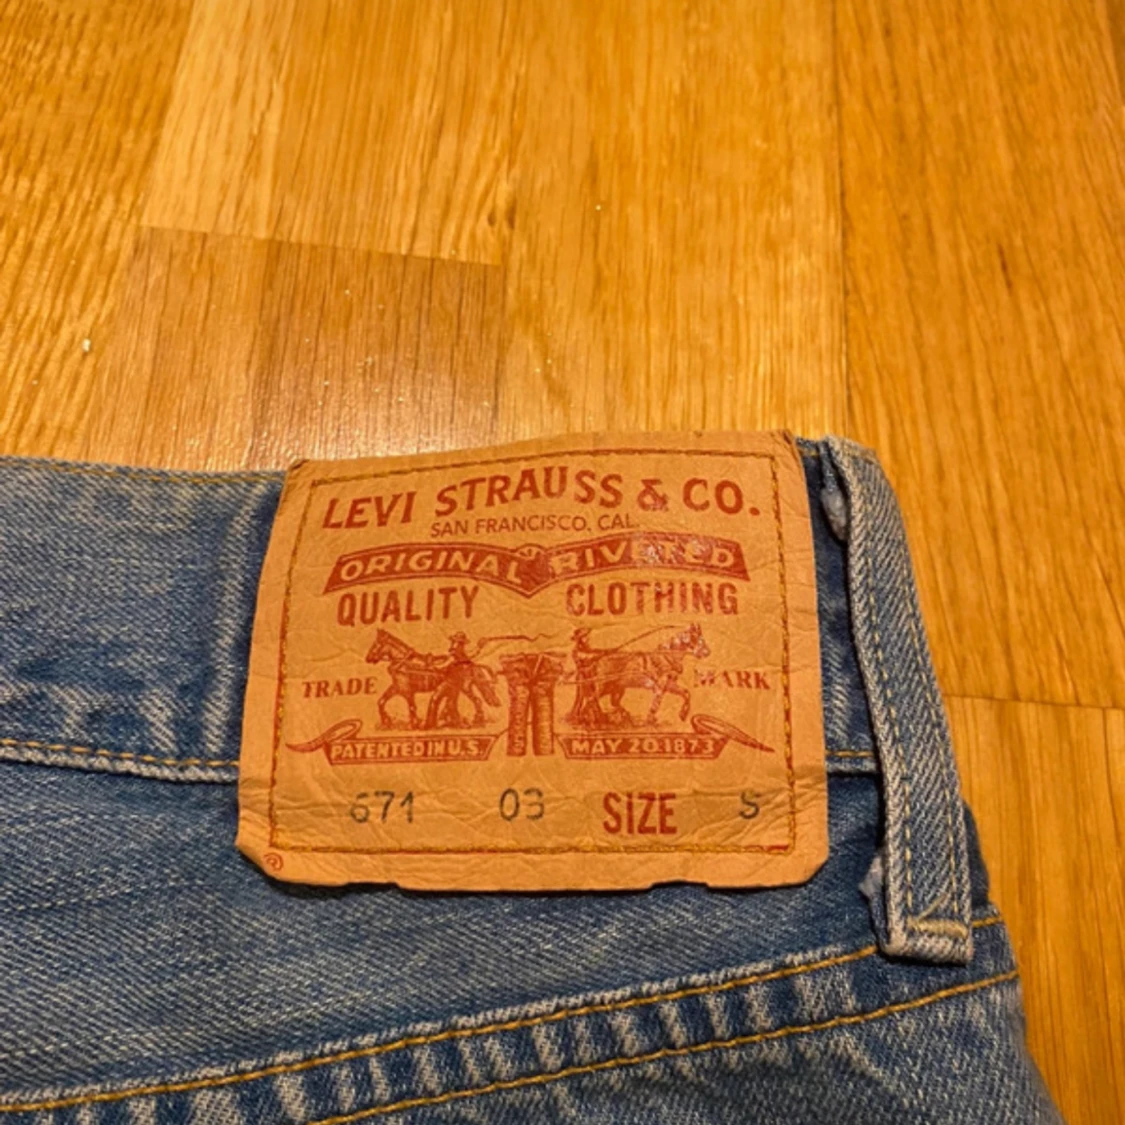 LEVI STRAUSS & CO.
SAN FRANCISCO, CAL.
ORIGINAL RIVETED
QUALITY CLOTHING
TRADE MARK
PATENTED IN U.S. MAY 20.1873
671 03 SIZE S
®